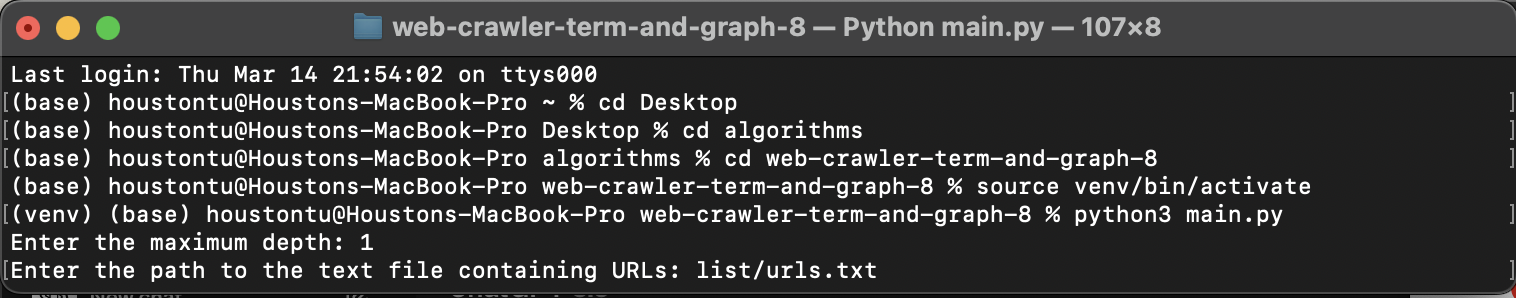 web-crawler-term-and-graph-8 — Python main.py — 107×8
Last login: Thu Mar 14 21:54:02 on ttys000
[(base) houstontu@Houstons-MacBook-Pro ~ % cd Desktop ]
[(base) houstontu@Houstons-MacBook-Pro Desktop % cd algorithms ]
[(base) houstontu@Houstons-MacBook-Pro algorithms % cd web-crawler-term-and-graph-8 ]
(base) houstontu@Houstons-MacBook-Pro web-crawler-term-and-graph-8 % source venv/bin/activate
[(venv) (base) houstontu@Houstons-MacBook-Pro web-crawler-term-and-graph-8 % python3 main.py ]
Enter the maximum depth: 1
[Enter the path to the text file containing URLs: list/urls.txt ]